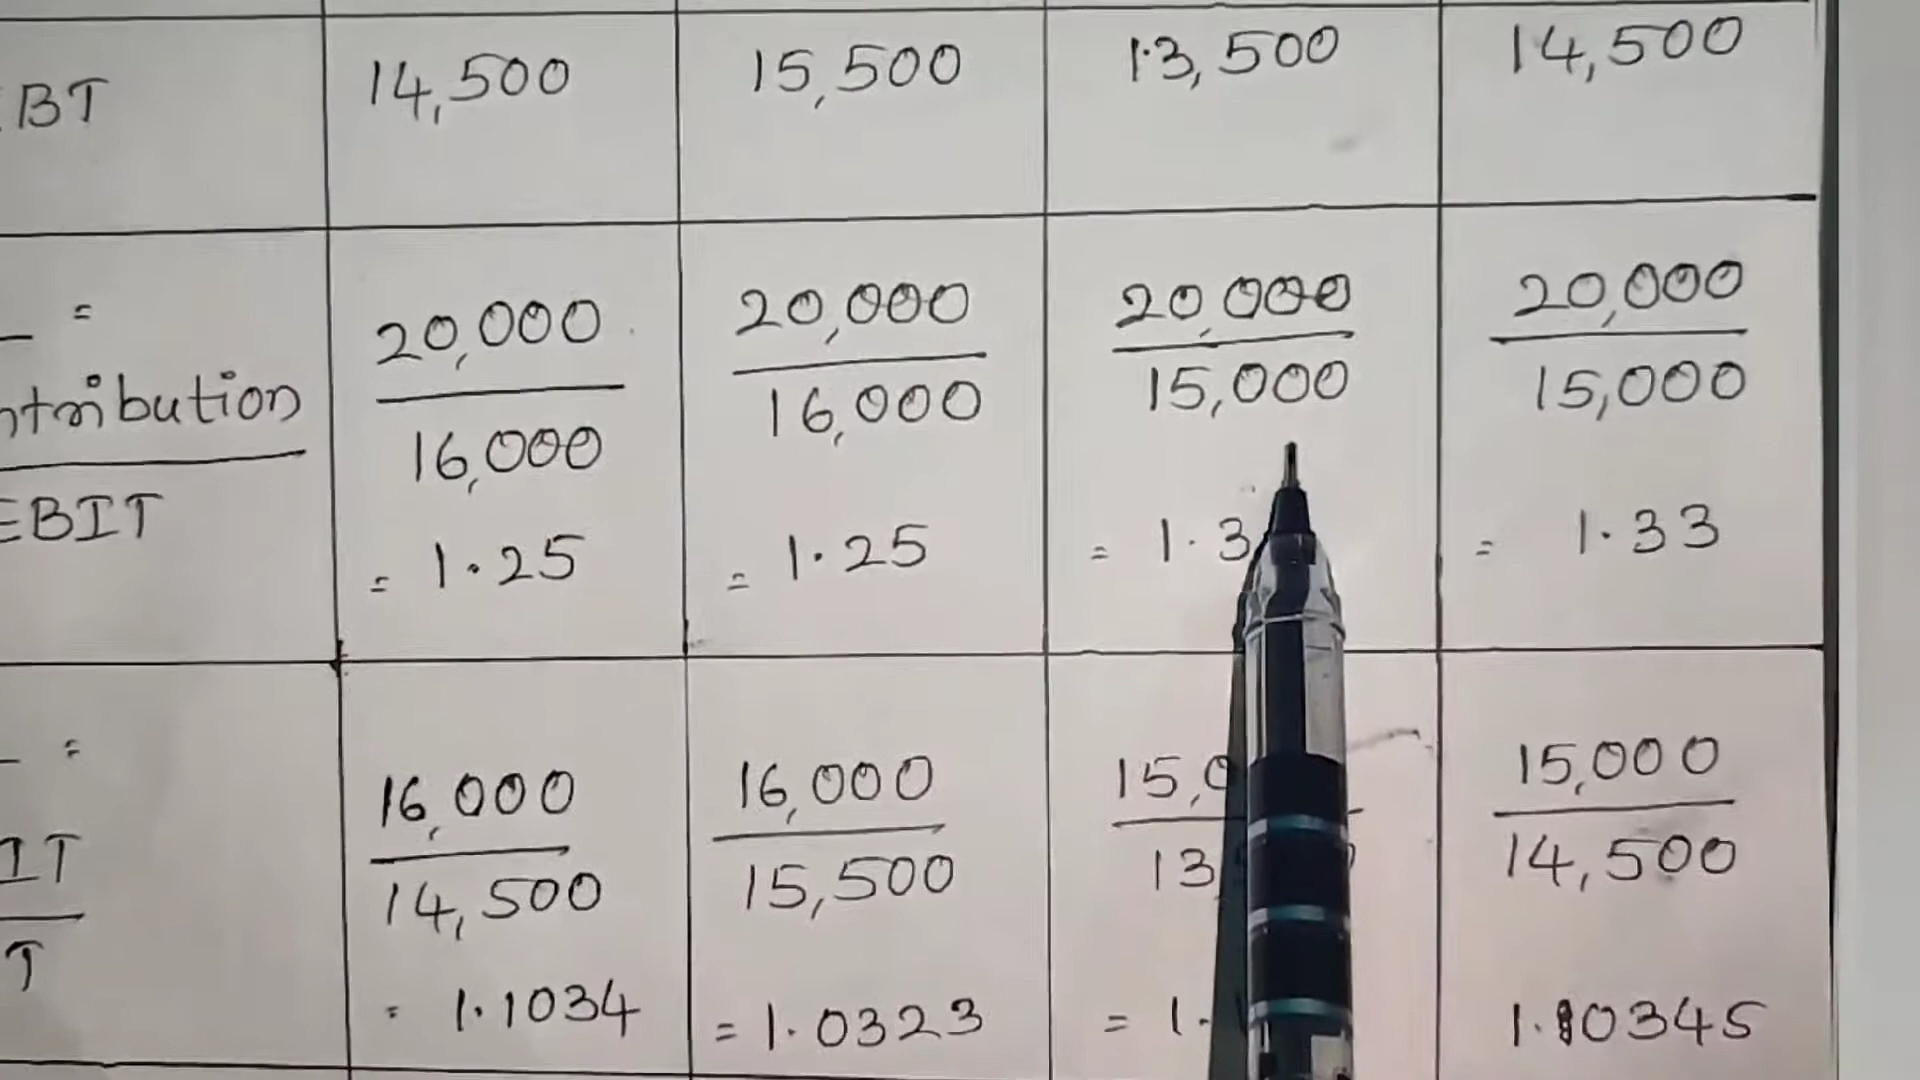 BT 14,500 15,500 13,500 14,500
=
ntribution
EBIT
20,000 20,000 20,000 20,000
16,000 16,000 15,000 15,000
= 1.25 = 1.25 = 1.3 = 1.33
=
IT
T
16,000 16,000 15,0 15,000
14,500 15,500 13, 14,500
= 1.1034 = 1.0323 = 1. 1.10345